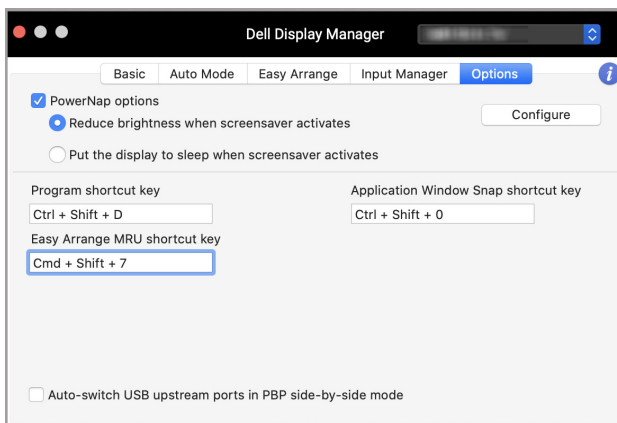 Dell Display Manager
Basic Auto Mode Easy Arrange Input Manager Options
i
PowerNap options
Reduce brightness when screensaver activates
Configure
Put the display to sleep when screensaver activates
Program shortcut key
Application Window Snap shortcut key
Ctrl + Shift + D
Ctrl + Shift + 0
Easy Arrange MRU shortcut key
Cmd + Shift + 7
Auto-switch USB upstream ports in PBP side-by-side mode